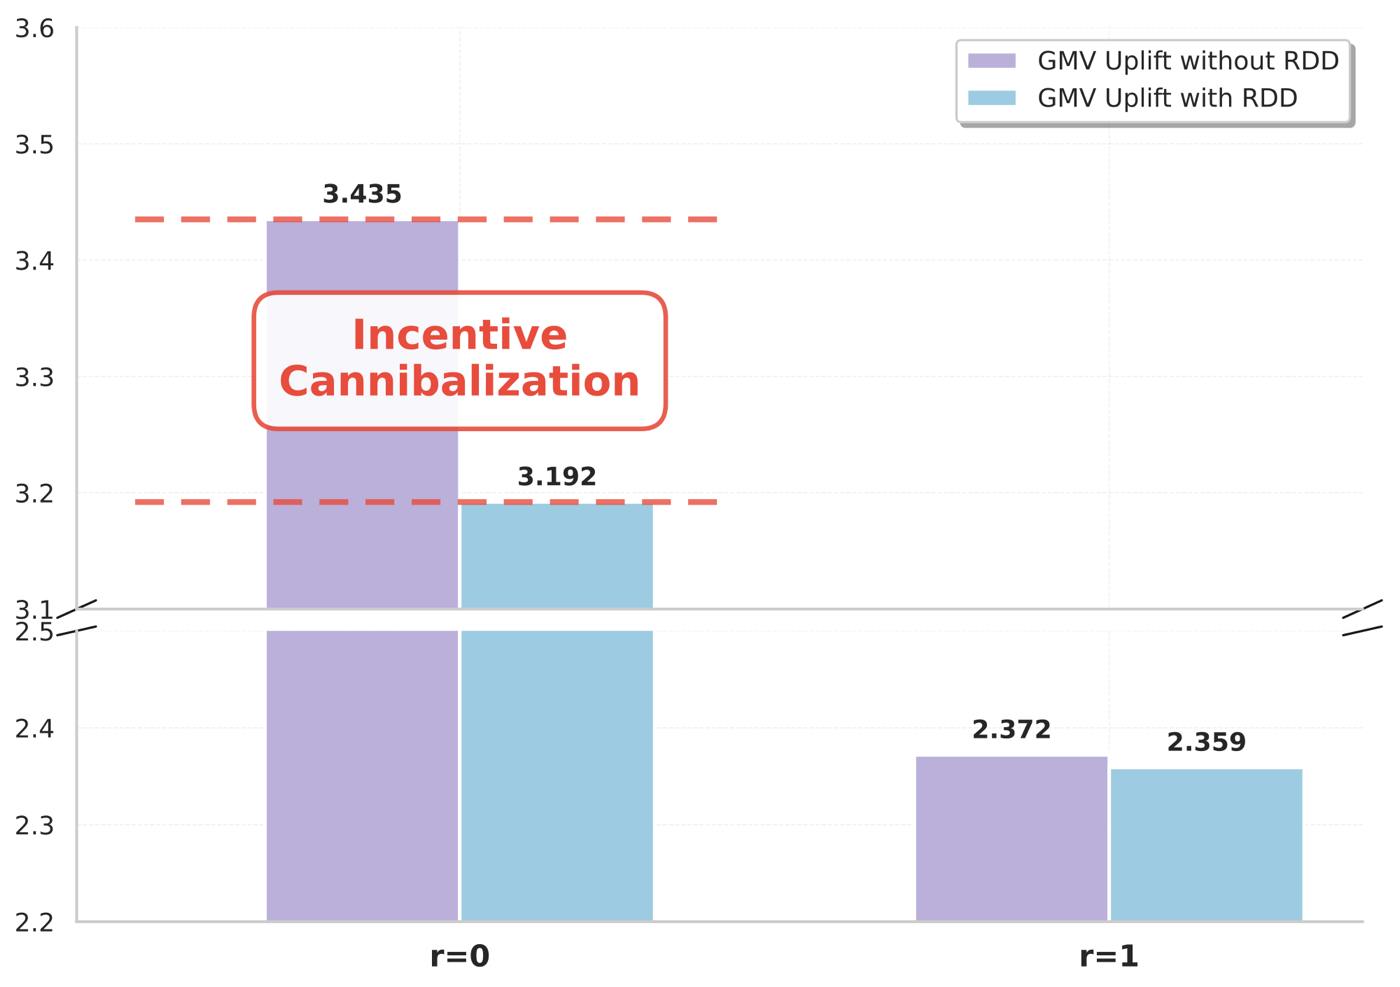 3.6
3.5
3.4
3.3
3.2
3.1
2.5
2.4
2.3
2.2
GMV Uplift without RDD
GMV Uplift with RDD
3.435
Incentive
Cannibalization
3.192
2.372
2.359
r=0
r=1